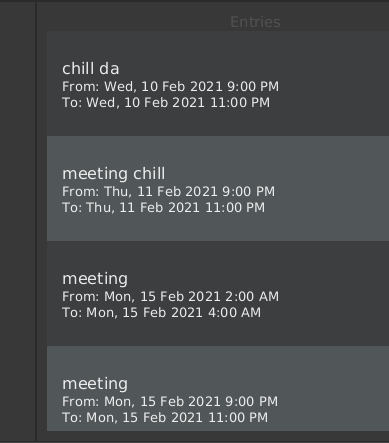 Entries
chill da
From: Wed, 10 Feb 2021 9:00 PM
To: Wed, 10 Feb 2021 11:00 PM
meeting chill
From: Thu, 11 Feb 2021 9:00 PM
To: Thu, 11 Feb 2021 11:00 PM
meeting
From: Mon, 15 Feb 2021 2:00 AM
To: Mon, 15 Feb 2021 4:00 AM
meeting
From: Mon, 15 Feb 2021 9:00 PM
To: Mon, 15 Feb 2021 11:00 PM